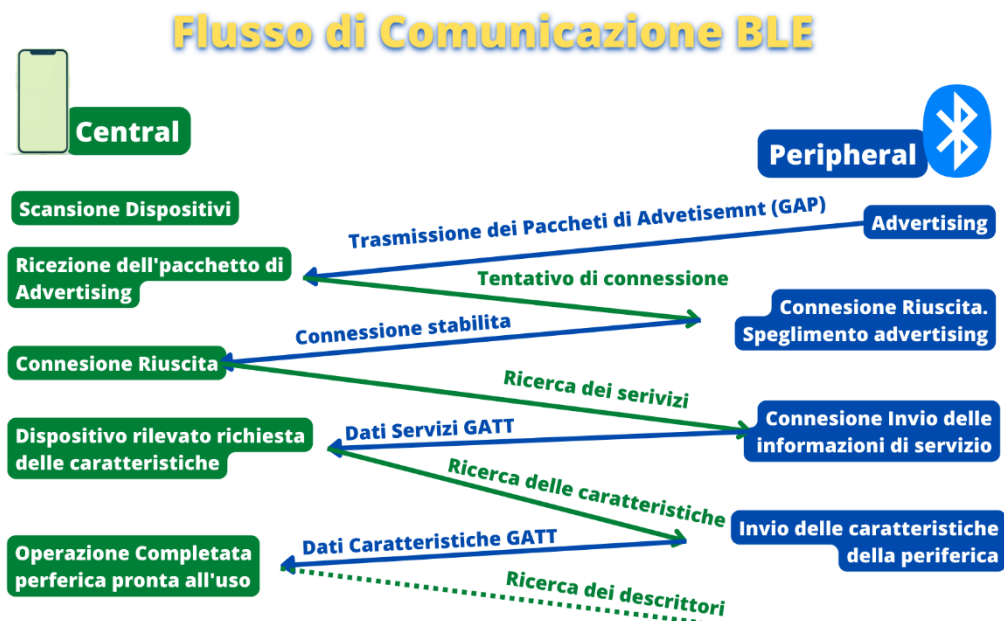 Flusso di Comunicazione BLE
Central
Peripheral
Scansione Dispositivi
Trasmissione dei Paccheti di Advetisemnt (GAP)
Advertising
Ricezione dell'pacchetto di
Advertising
Tentativo di connessione
Connesione Riuscita.
Speglimento advertising
Connessione stabilita
Connesione Riuscita
Ricerca dei serivizi
Connesione Invio delle
informazioni di servizio
Dati Servizi GATT
Dispositivo rilevato richiesta
delle caratteristiche
Ricerca delle caratteristiche
Invio delle caratteristiche
della periferica
Dati Caratteristiche GATT
Operazione Completata
perferica pronta all'uso
Ricerca dei descrittori